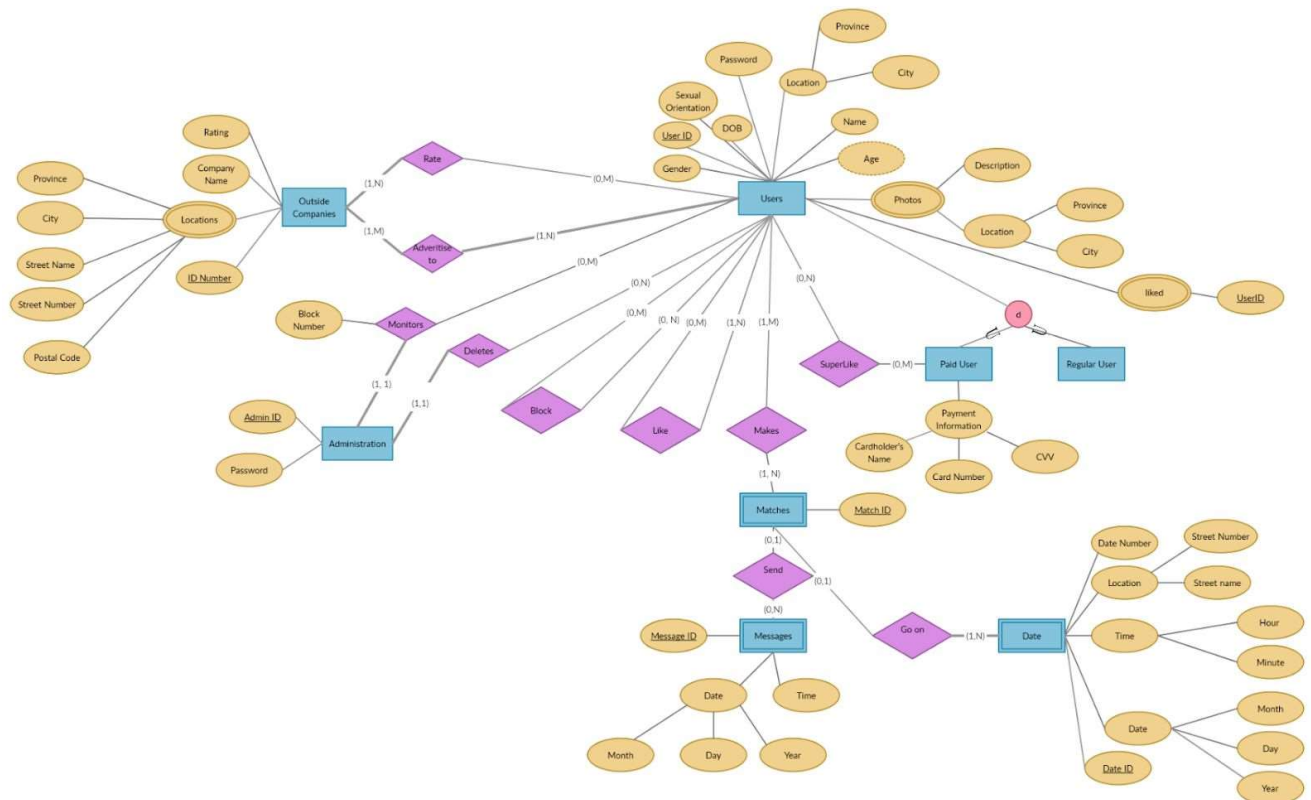 Province
Password
Location
City
Sexual
Orientation
Name
User ID
DOB
Rating
Age
Gender
Rate
Description
Company
Name
Province
(0,M)
(1,N)
Outside
Companies
Users
Photos
Province
City
Locations
Location
(1,M)
Adveritise
to
(1,N)
City
Street Name
ID Number
(0,M)
(0,N)
(0,N)
liked
UserID
Street Number
Block
Number
Monitors
(0,M)
(0, N)
(0,M)
(1,N)
(1,M)
d
Deletes
Postal Code
SuperLike
(0,M)
Paid User
Regular User
(1, 1)
(1,1)
Block
Like
Makes
Admin ID
Payment
Information
Administration
Cardholder's
Name
CVV
Password
Card Number
(1, N)
Matches
Match ID
(0,1)
Date Number
Street Number
Send
(0,1)
Location
Street name
(0,N)
Hour
Message ID
Messages
Go on
(1,N)
Date
Time
Minute
Date
Time
Month
Date
Day
Month
Day
Year
Date ID
Year